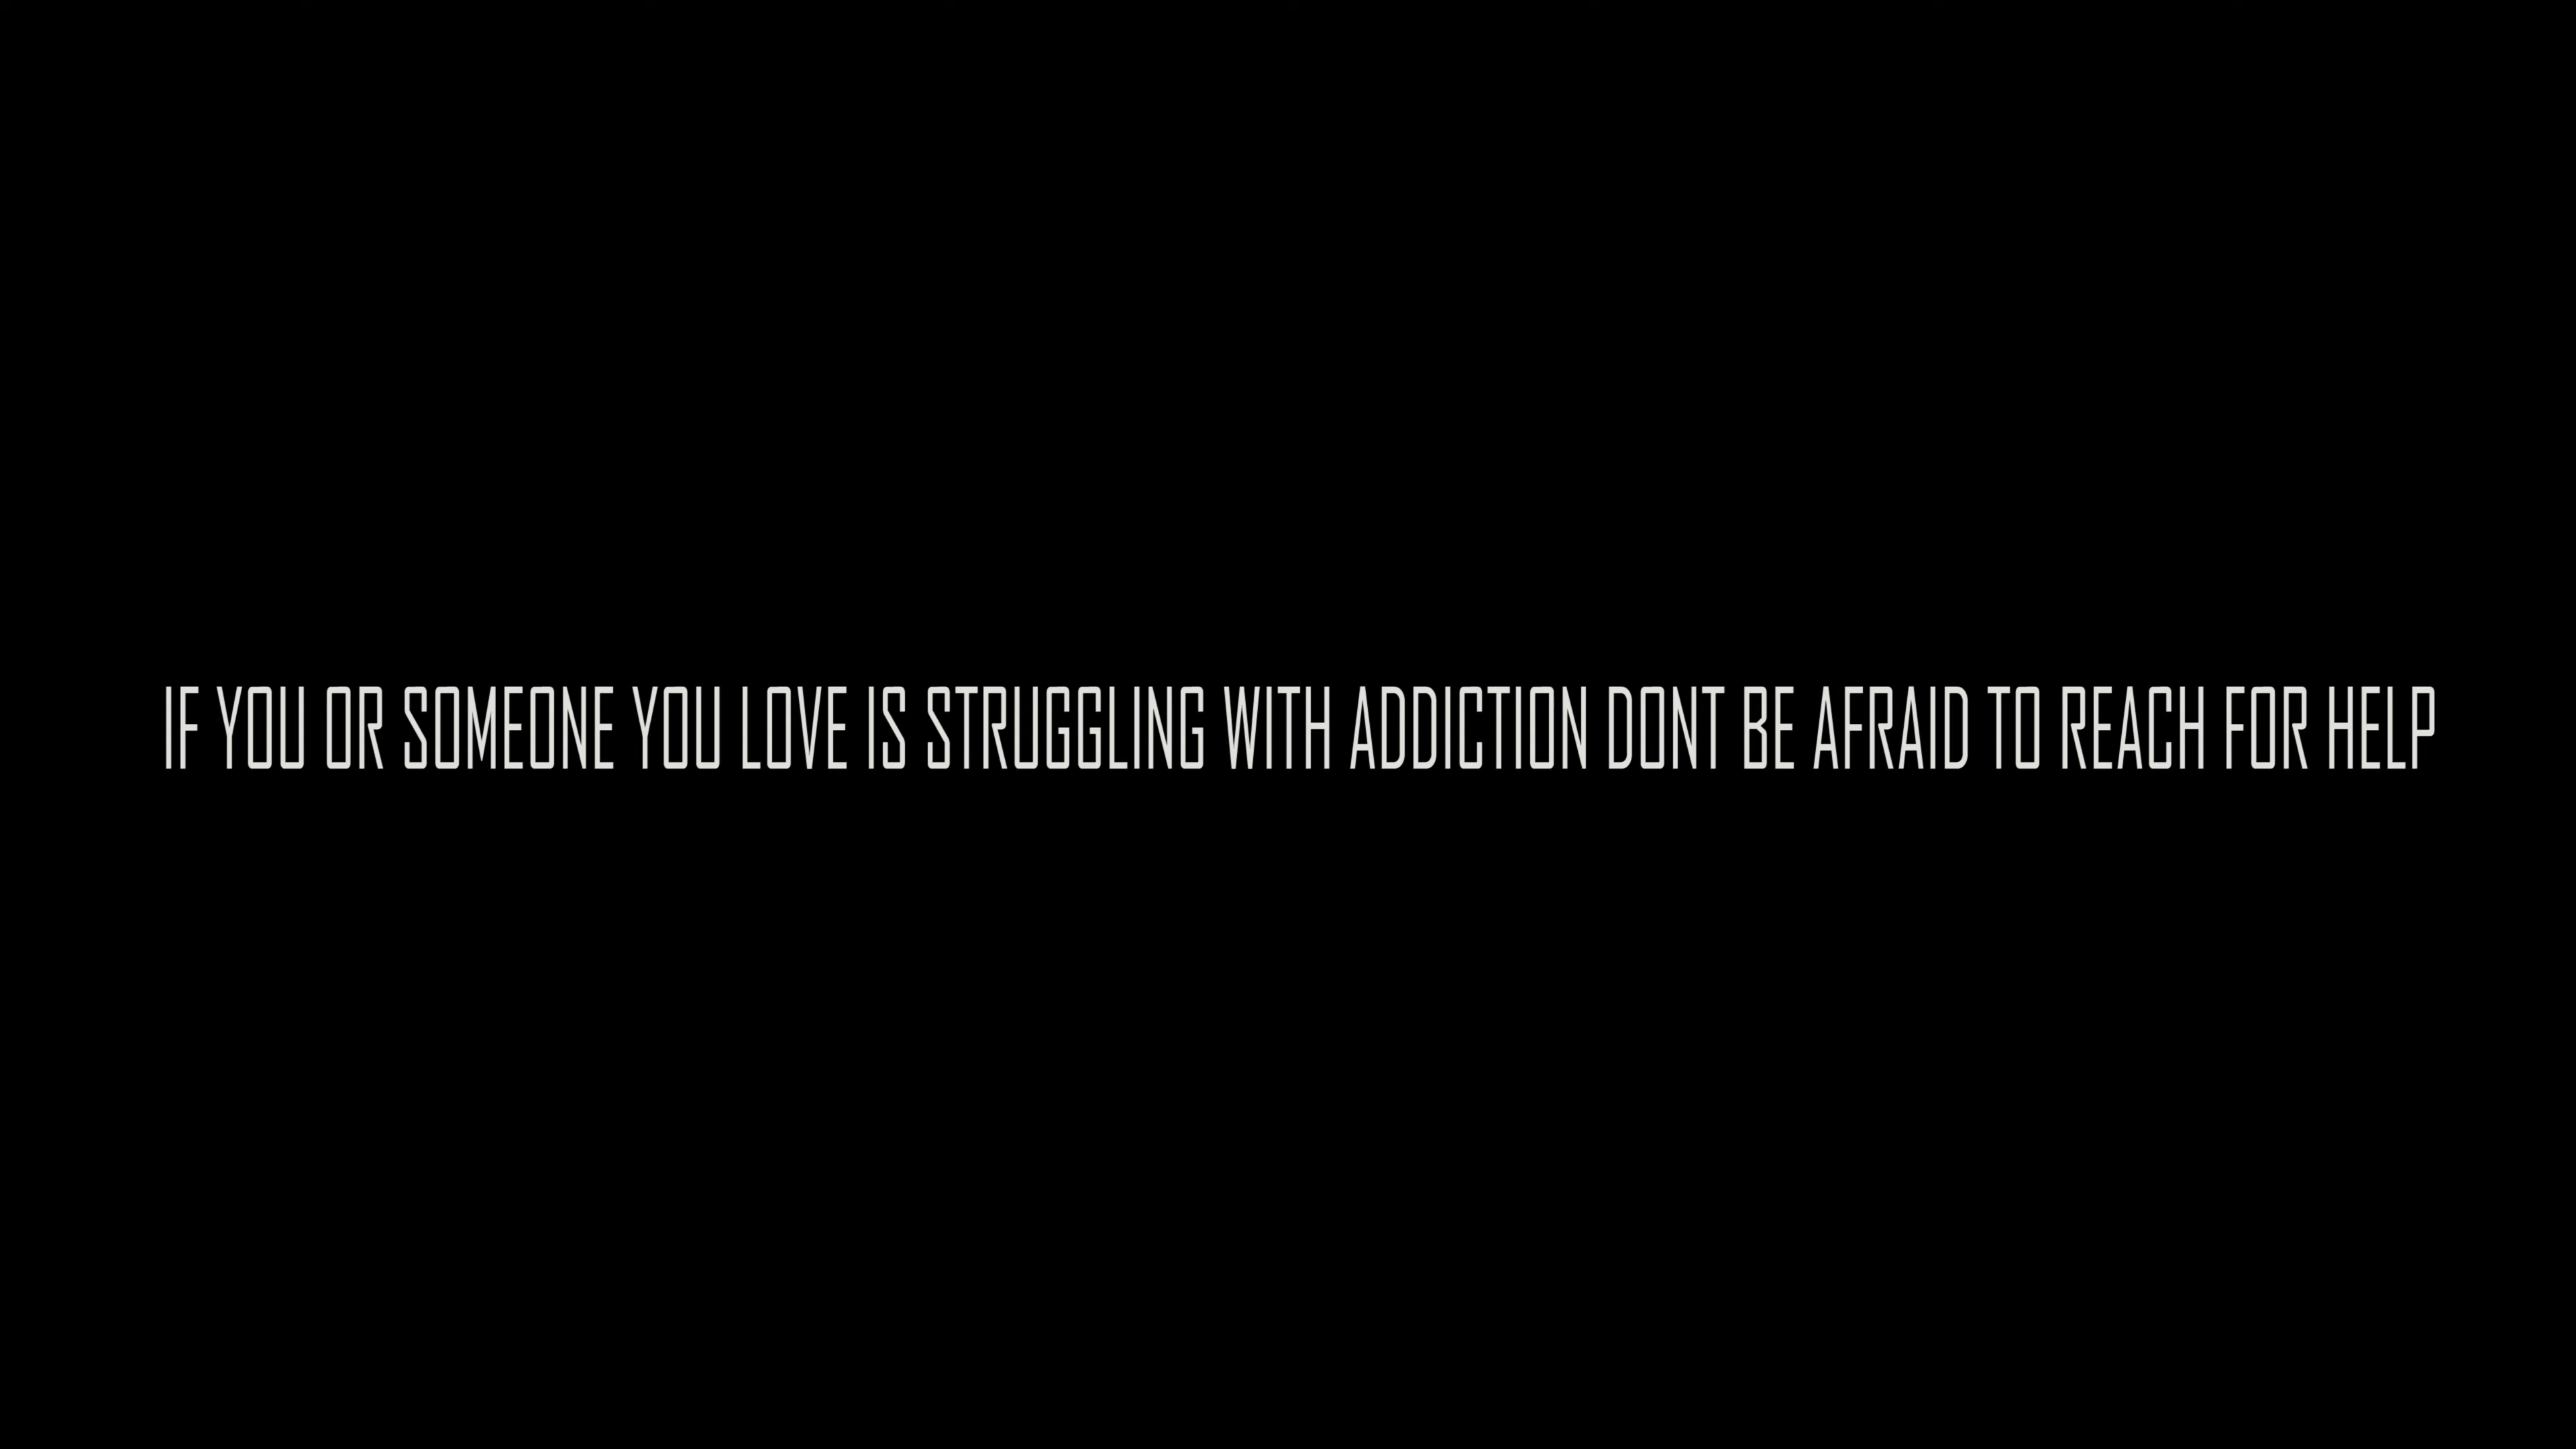 IF YOU OR SOMEONE YOU LOVE IS STRUGGLING WITH ADDICTION DONT BE AFRAID TO REACH FOR HELP